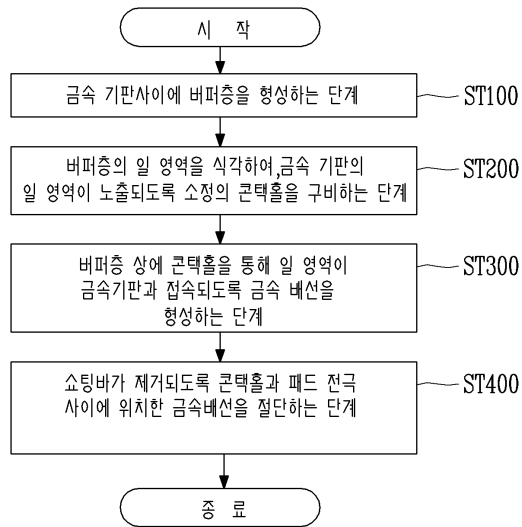 시 작
금속 기판사이에 버퍼층을 형성하는 단계
ST100
버퍼층의 일 영역을 식각하여,금속 기판의
일 영역이 노출되도록 소정의 콘택홀을 구비하는 단계
ST200
버퍼층 상에 콘택홀을 통해 일 영역이
금속기판과 접속되도록 금속 배선을
형성하는 단계
ST300
쇼팅바가 제거되도록 콘택홀과 패드 전극
사이에 위치한 금속배선을 절단하는 단계
ST400
종 료